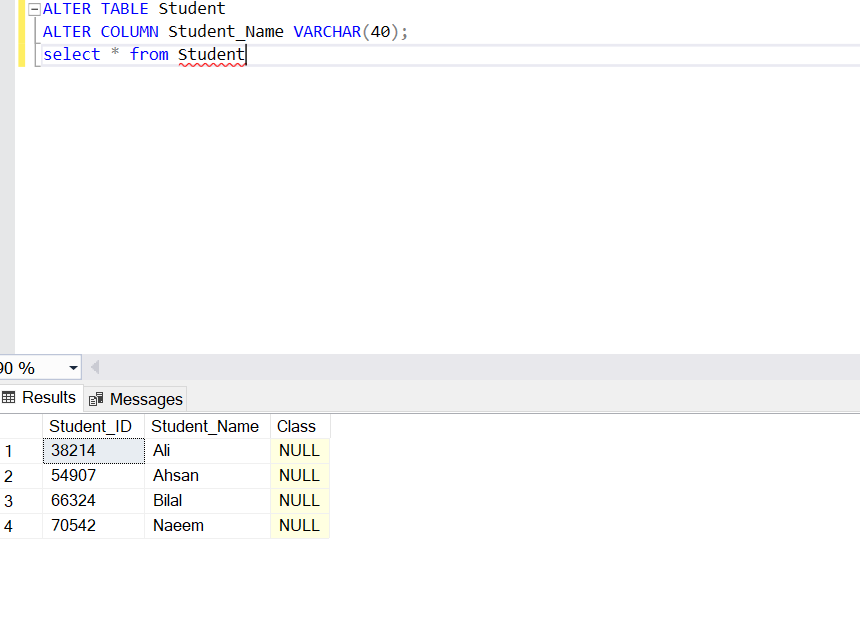 ALTER TABLE Student
ALTER COLUMN Student_Name VARCHAR(40);
select * from Student
90 %
Results Messages
Student_ID Student_Name Class
1 38214 Ali NULL
2 54907 Ahsan NULL
3 66324 Bilal NULL
4 70542 Naeem NULL